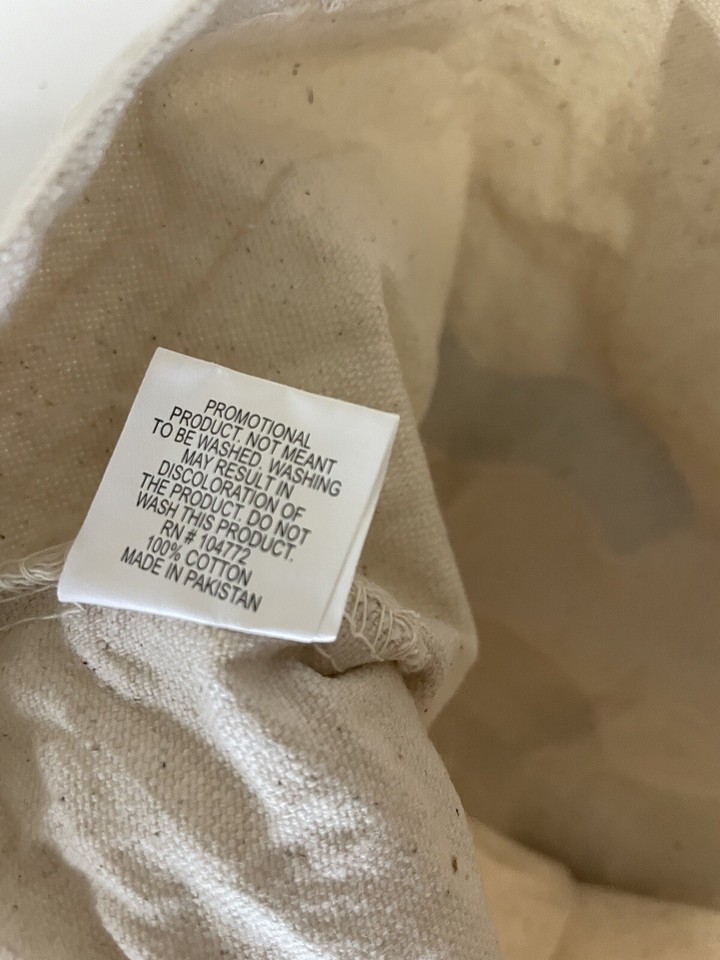 PROMOTIONAL
PRODUCT. NOT MEANT
TO BE WASHED. WASHING
MAY RESULT IN
DISCOLORATION OF
THE PRODUCT. DO NOT
WASH THIS PRODUCT.
RN # 104772
100% COTTON
MADE IN PAKISTAN